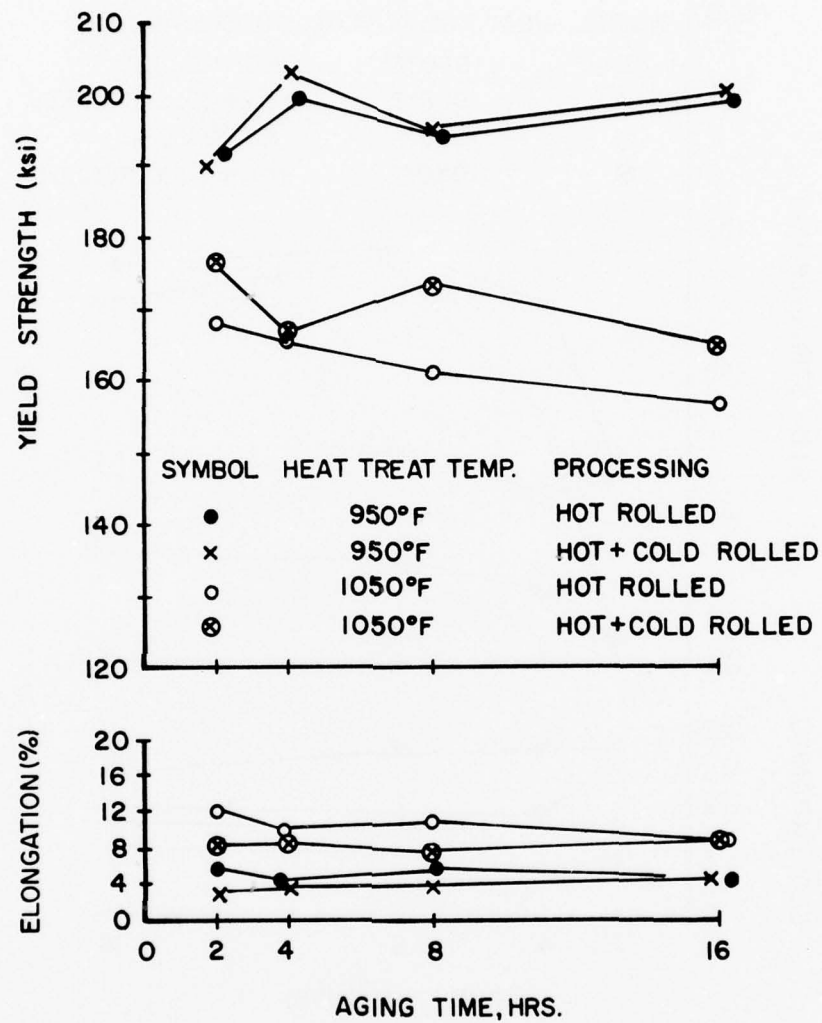 210
200
180
160
140
120
YIELD STRENGTH (ksi)
SYMBOL HEAT TREAT TEMP. PROCESSING
● 950°F HOT ROLLED
× 950°F HOT + COLD ROLLED
○ 1050°F HOT ROLLED
⊗ 1050°F HOT+COLD ROLLED
20
16
12
8
4
0
ELONGATION (%)
0 2 4 8 16
AGING TIME, HRS.